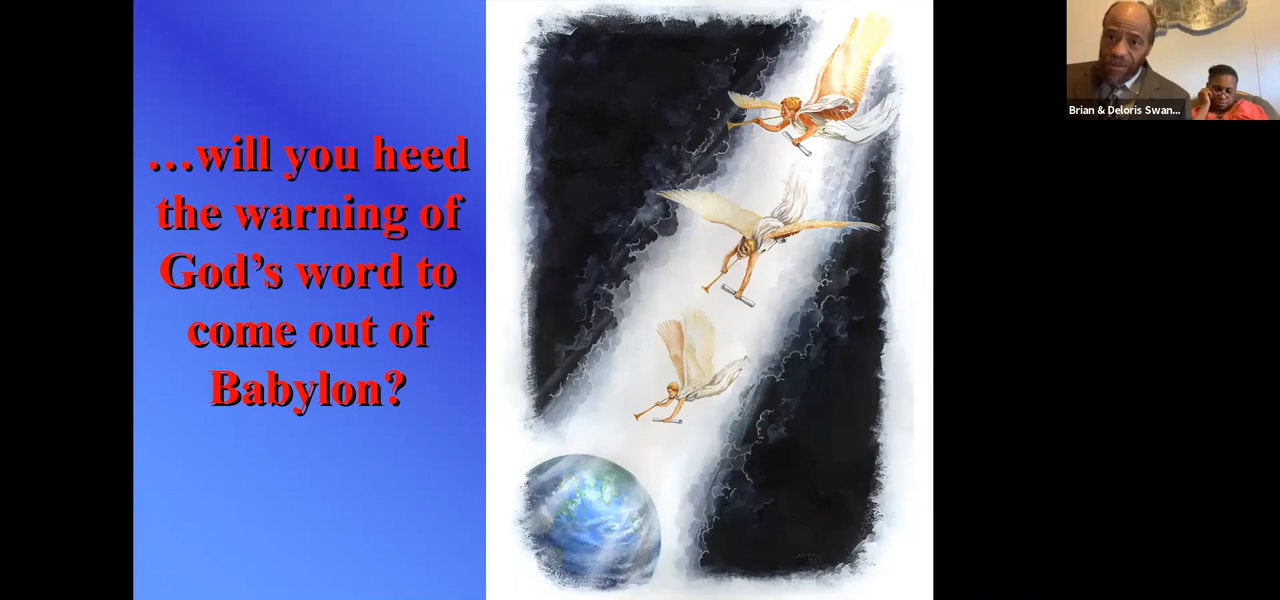 ...will you heed
the warning of
God's word to
come out of
Babylon?
Brian & Deloris Swan...